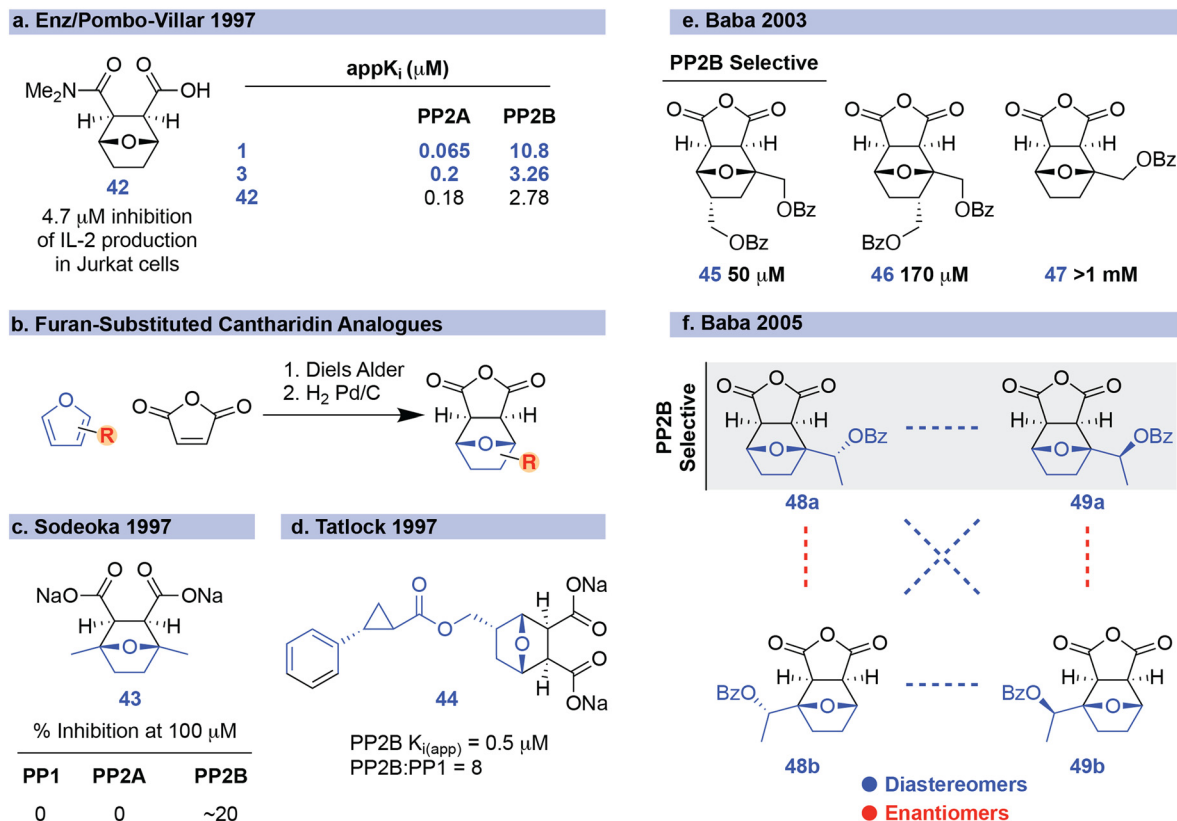 a. Enz/Pombo-Villar 1997
O O
Me2N OH
H H
O
42
4.7 μM inhibition
of IL-2 production
in Jurkat cells
appKi (μM)
PP2A PP2B
1 0.065 10.8
3 0.2 3.26
42 0.18 2.78
b. Furan-Substituted Cantharidin Analogues
O
R
O O O
1. Diels Alder
2. H2 Pd/C
O O O
H H
O
R
c. Sodeoka 1997
O O
NaO ONa
H H
O
43
% Inhibition at 100 μM
PP1 PP2A PP2B
0 0 ~20
d. Tatlock 1997
O
O
O
H
H
ONa
O
O
ONa
44
PP2B Ki(app) = 0.5 μM
PP2B:PP1 = 8
e. Baba 2003
PP2B Selective
O O O
H H
O
OBz
OBz
45 50 μM
O O O
H H
O
OBz
BzO
46 170 μM
O O O
H H
O
OBz
47 >1 mM
f. Baba 2005
PP2B
Selective
O O O
H H
O
OBz
48a
O O O
H H
O
OBz
49a
O O O
H H
BzO
O
48b
O O O
H H
BzO
O
49b
Diastereomers
Enantiomers